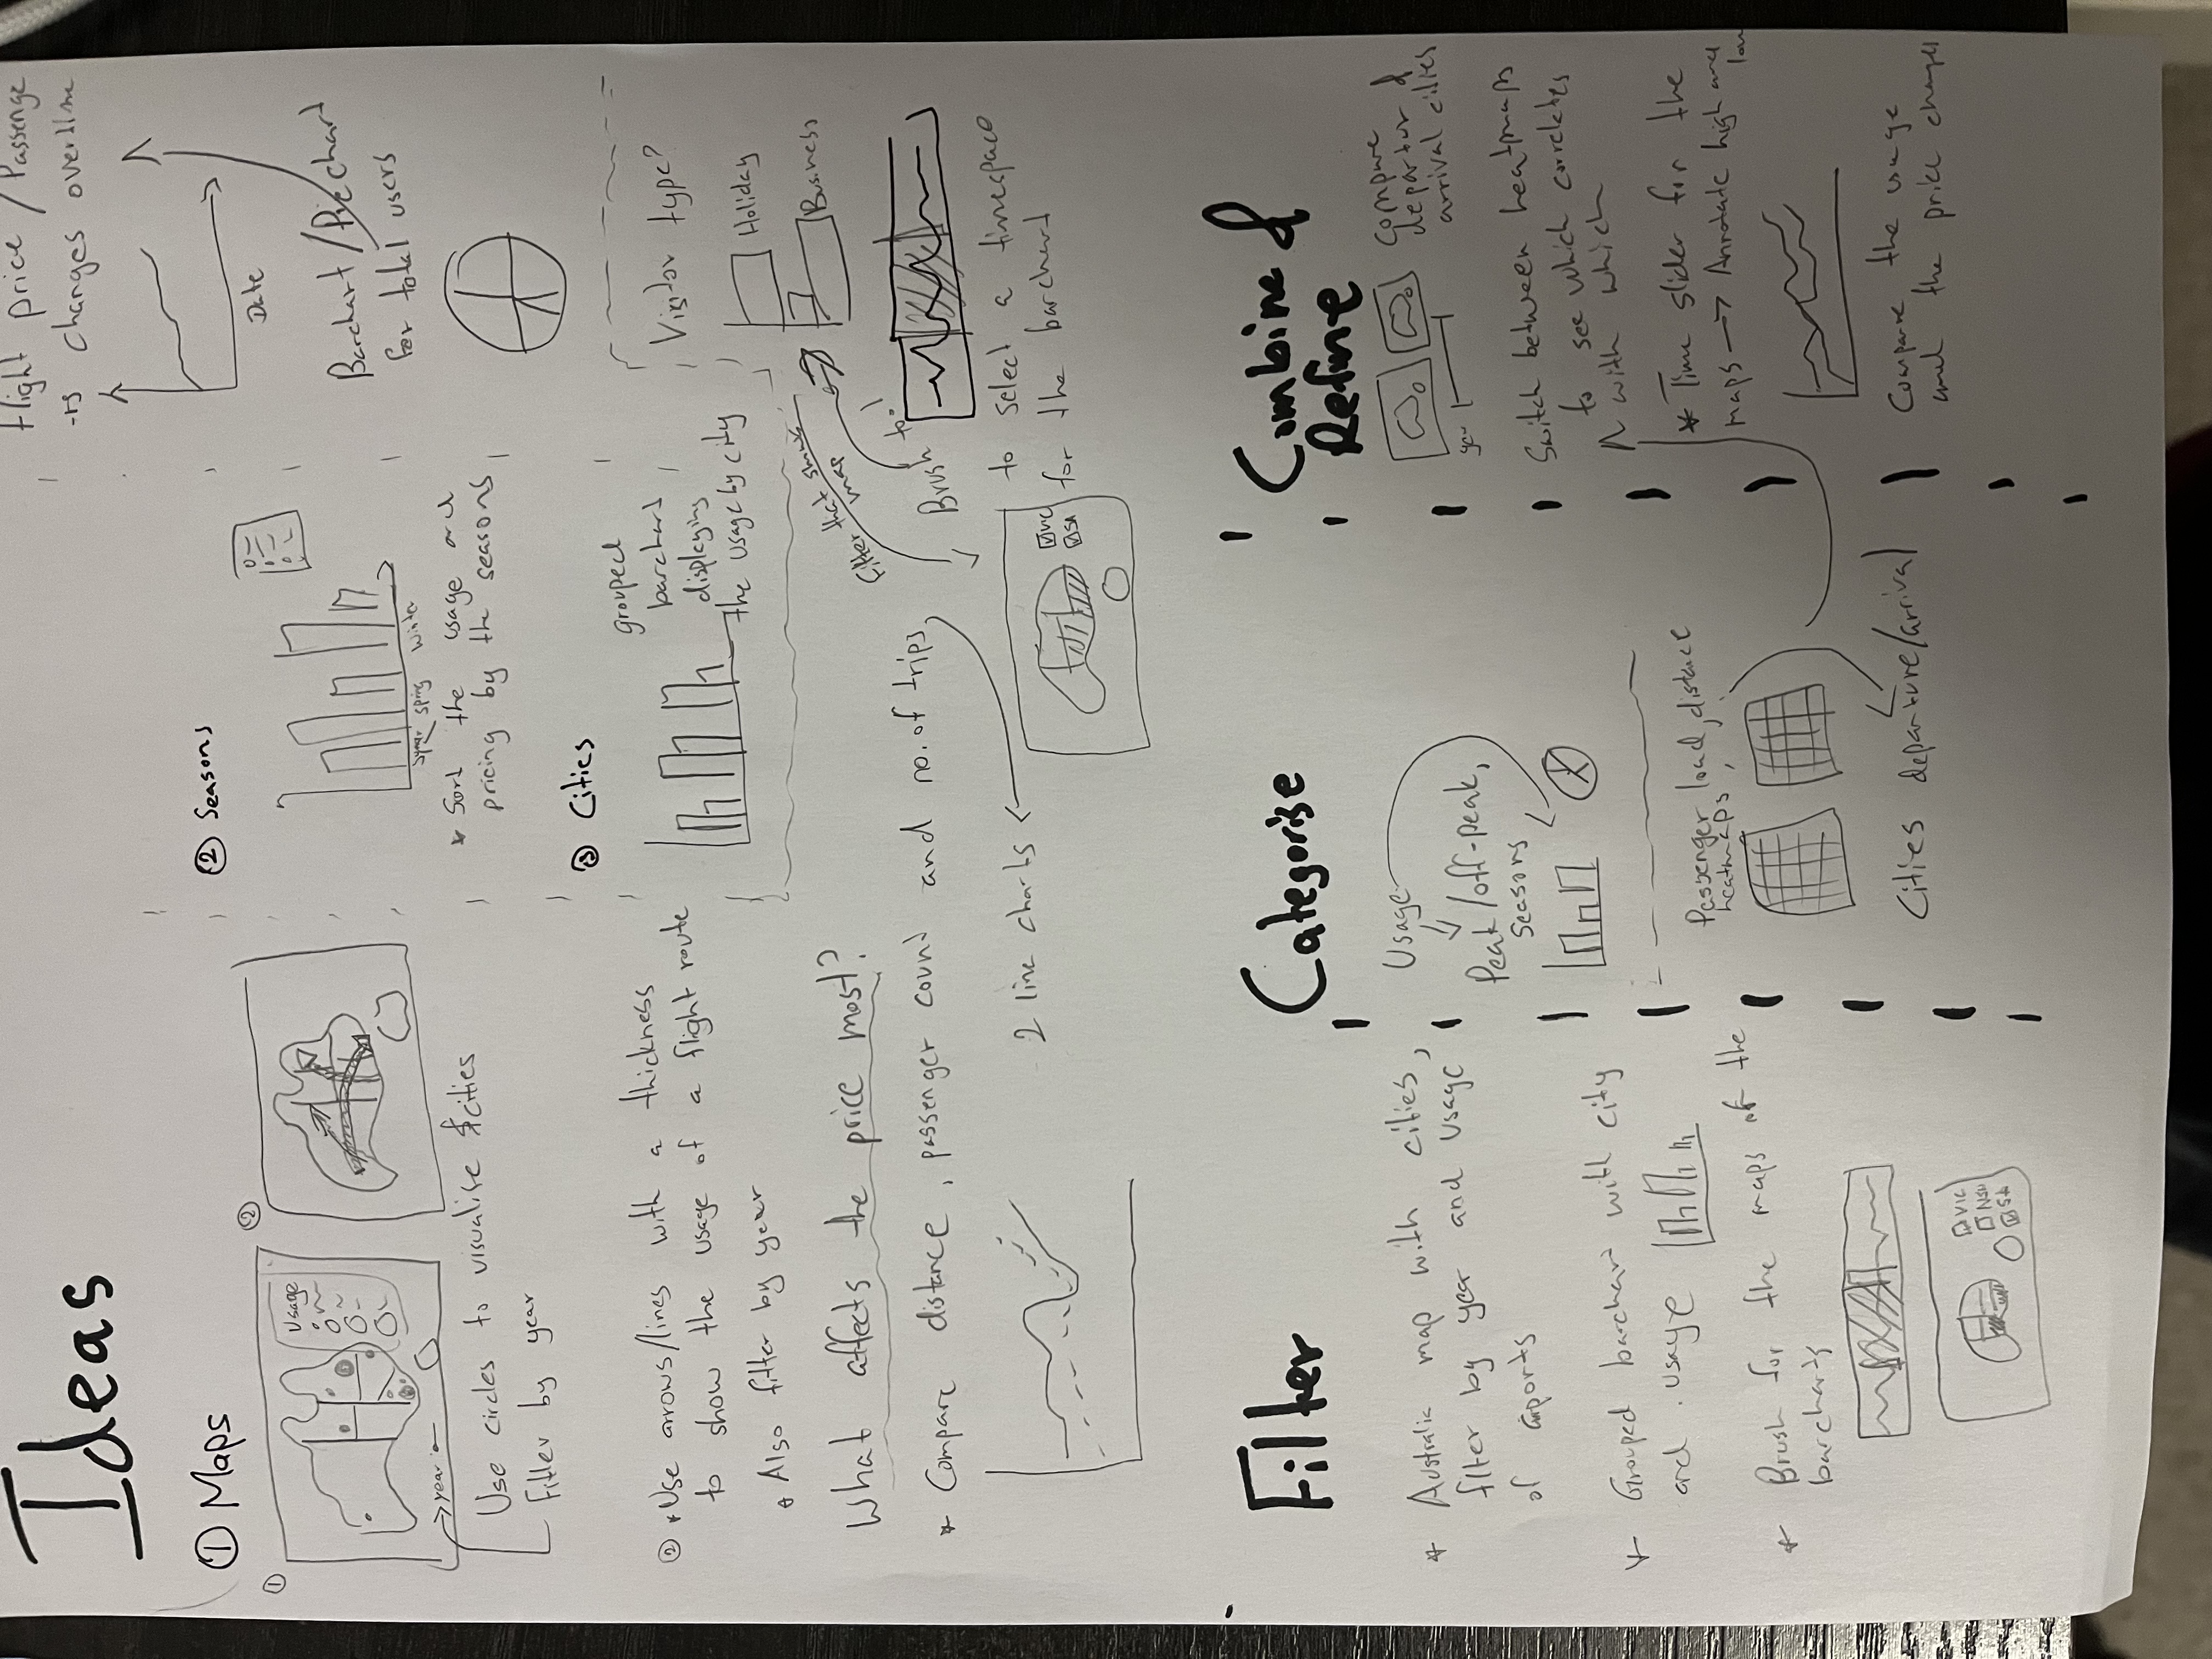 Ideas
① Maps
①
Usage
year
②
Use circles to visualise cities
Filter by year
② * Use arrows/lines with a thickness
to show the usage of a flight route
* Also filter by year
② Seasons
spring
winter
* Sort the usage and
pricing by the seasons
③ Cities
grouped
barchart
displaying
the usage by city
flight price / Passenge
-rs changes overtime
Date
Barchart/Piechart
for total users
Visitor type?
Holiday
Business
Filter that shows
map
Brush tool
to select a timespace
for the barchart
What affects the price most?
* Compare distance, passenger count and no. of trips
2 line charts
VIC
SA
Filter
* Australia map with cities,
filter by year and usage
of airports
* Grouped barchart with city
and usage
* Brush for the maps of the
barcharts
VIC
NSW
SA
Categorise
Usage
Peak/off-peak,
seasons
Passenger load, distance
heatmaps,
Cities departure/arrival
Combine &
Refine
compare
departur &
arrival cities
year
Switch between heatmaps
to see which correlates
with which
* Time slider for the
maps → Annotate high and
low
Compare the usage
and the price changes